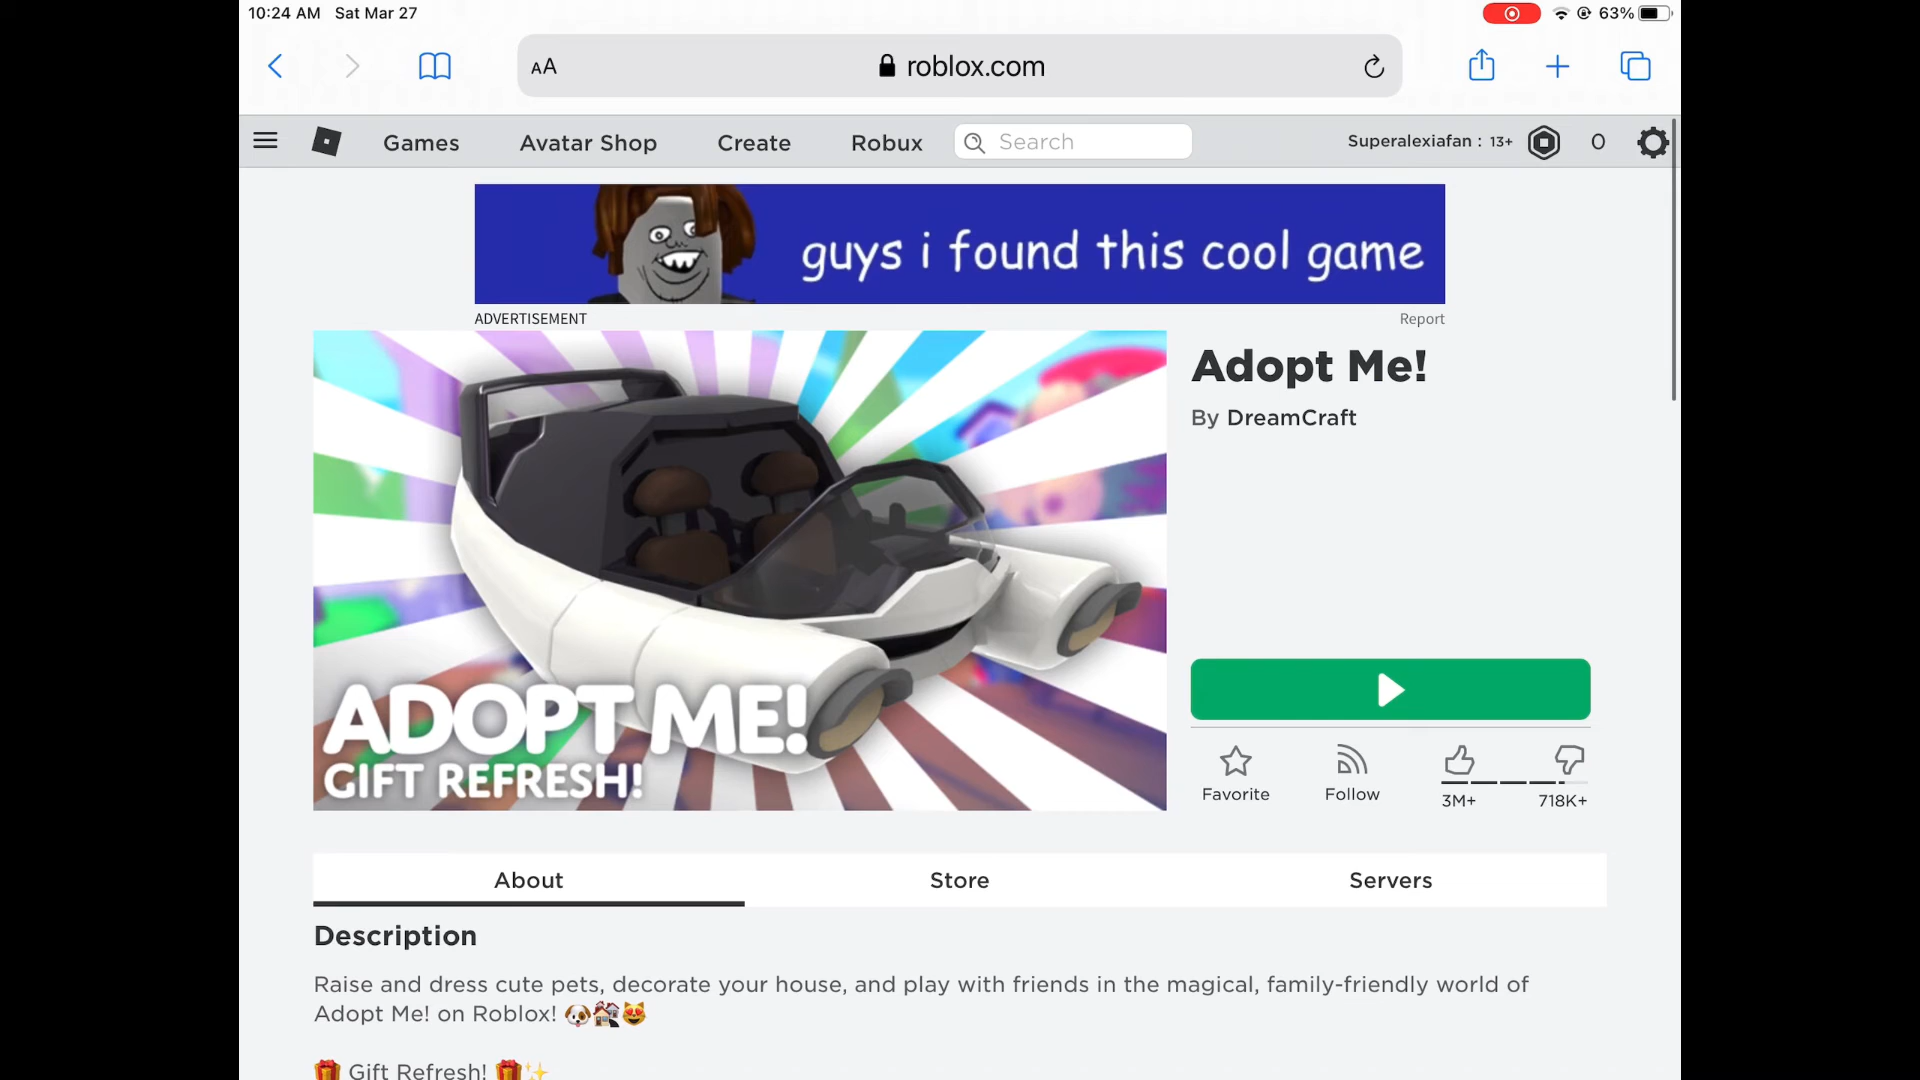 10:24 AM Sat Mar 27
63%
AA
roblox.com
Games
Avatar Shop
Create
Robux
Search
Superalexiafan : 13+
0
guys i found this cool game
ADVERTISEMENT
Report
ADOPT ME!
GIFT REFRESH!
Adopt Me!
By DreamCraft
Favorite
Follow
3M+
718K+
About
Store
Servers
Description
Raise and dress cute pets, decorate your house, and play with friends in the magical, family-friendly world of
Adopt Me! on Roblox! 🐶🏘️😻
🎁 Gift Refresh! 🎁✨